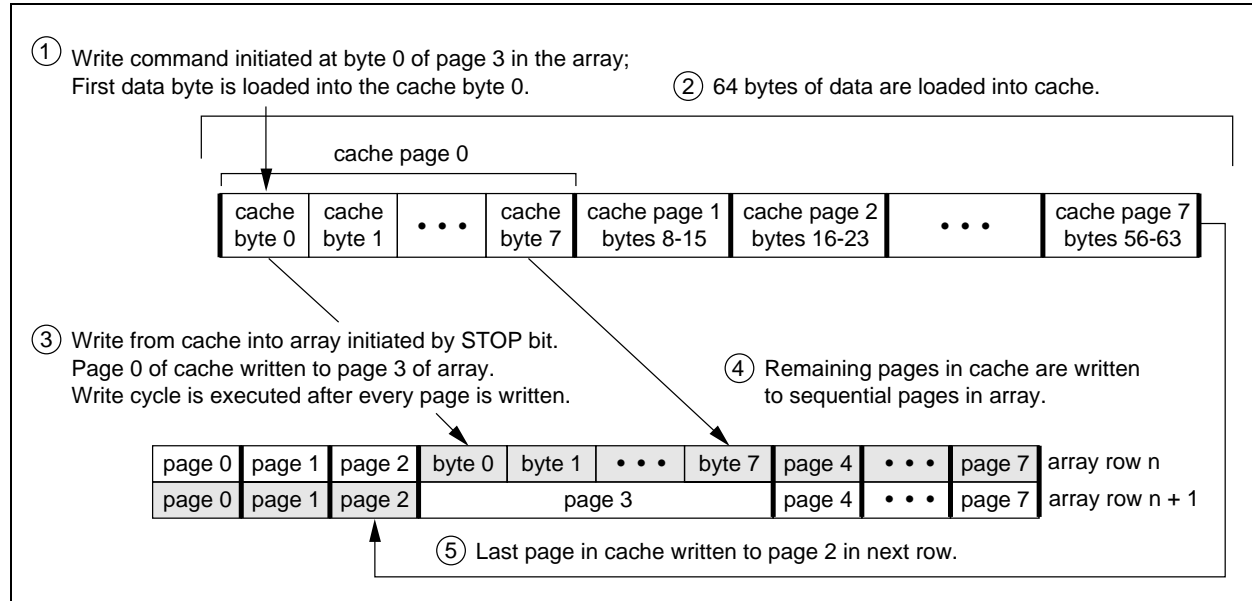 ① Write command initiated at byte 0 of page 3 in the array;
First data byte is loaded into the cache byte 0.
② 64 bytes of data are loaded into cache.
cache page 0
cache byte 0
cache byte 1
• • •
cache byte 7
cache page 1 bytes 8-15
cache page 2 bytes 16-23
• • •
cache page 7 bytes 56-63
③ Write from cache into array initiated by STOP bit.
Page 0 of cache written to page 3 of array.
Write cycle is executed after every page is written.
④ Remaining pages in cache are written
to sequential pages in array.
page 0 page 1 page 2 byte 0 byte 1 • • • byte 7 page 4 • • • page 7 array row n
page 0 page 1 page 2 page 3 page 4 • • • page 7 array row n + 1
⑤ Last page in cache written to page 2 in next row.